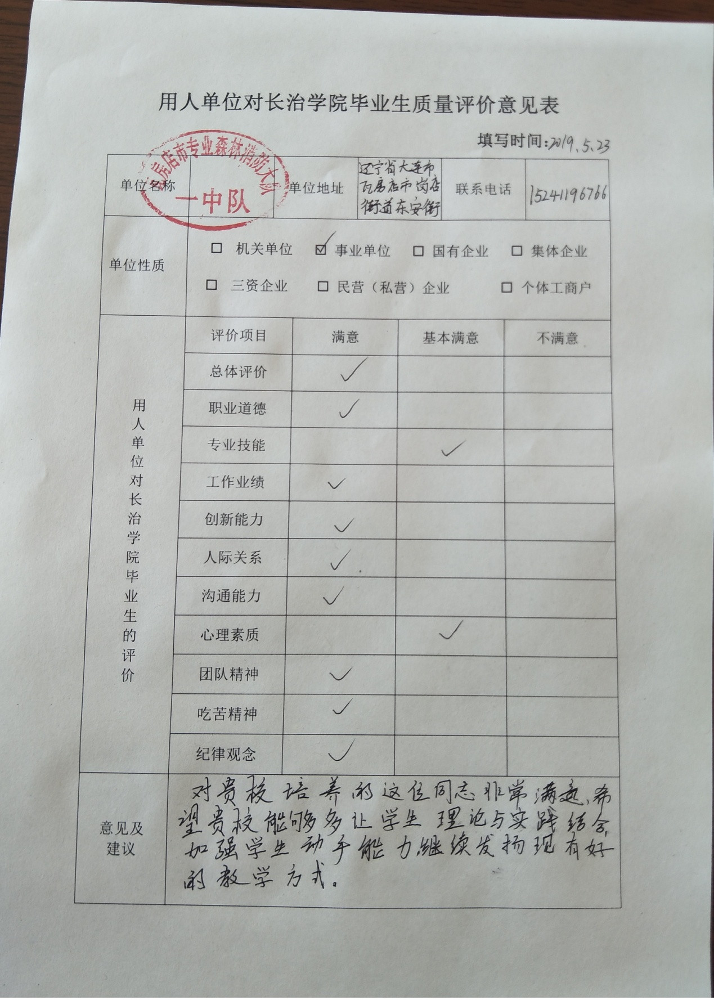 用人单位对长治学院毕业生质量评价意见表
填写时间:2019.5.23
单位名称
瓦房店市专业森林消防大队
一中队
单位地址
辽宁省大连市
瓦房店市岗店
街道东安街
联系电话
15241196766
单位性质
☐ 机关单位 ☑ 事业单位 ☐ 国有企业 ☐ 集体企业
☐ 三资企业 ☐ 民营（私营）企业 ☐ 个体工商户
用人单位对长治学院毕业生的评价
评价项目 满意 基本满意 不满意
总体评价 ✓
职业道德 ✓
专业技能 ✓
工作业绩 ✓
创新能力 ✓
人际关系 ✓
沟通能力 ✓
心理素质 ✓
团队精神 ✓
吃苦精神 ✓
纪律观念 ✓
意见及
建议
对贵校培养的这位同志非常满意、希
望贵校能够多多让学生理论与实践结合,
加强学生动手能力,继续发扬现有好
的教学方式。